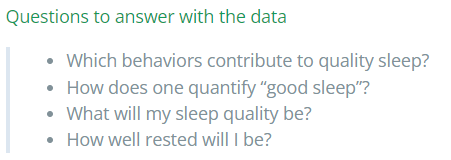 Questions to answer with the data
• Which behaviors contribute to quality sleep?
• How does one quantify “good sleep”?
• What will my sleep quality be?
• How well rested will I be?